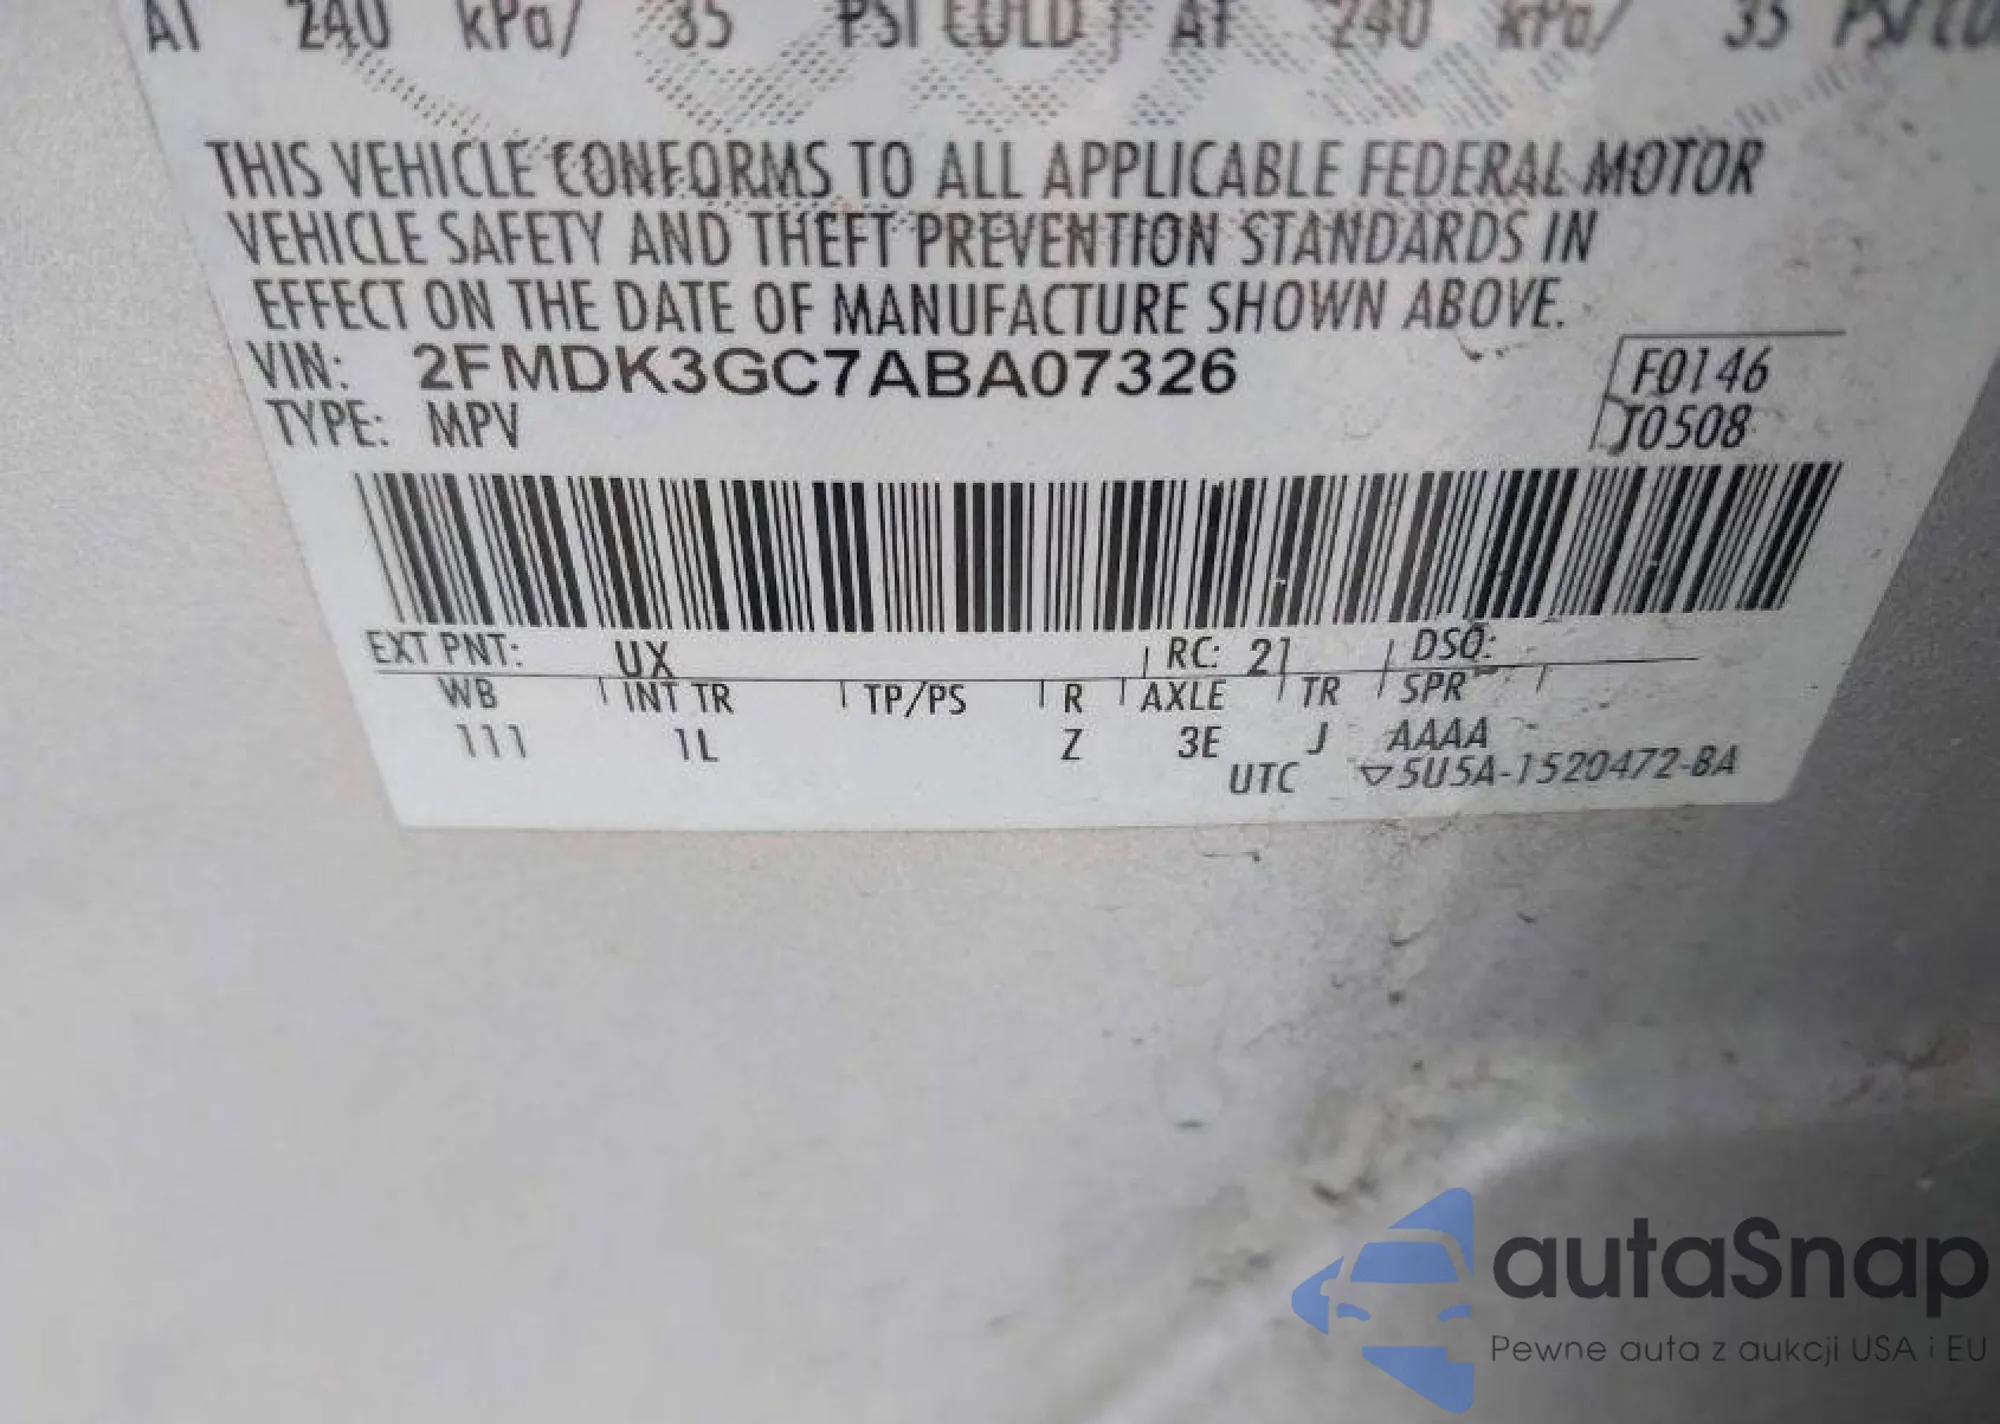 AT 240 kPa/ 35 PSI COLD AT 240 kPa/ 35 PSI CO
THIS VEHICLE CONFORMS TO ALL APPLICABLE FEDERAL MOTOR
VEHICLE SAFETY AND THEFT PREVENTION STANDARDS IN
EFFECT ON THE DATE OF MANUFACTURE SHOWN ABOVE.
VIN: 2FMDK3GC7ABA07326 F0146
TYPE: MPV T0508
EXT PNT: UX RC: 21 DSO:
WB INT TR TP/PS R AXLE TR SPR
111 1L Z 3E J AAAA
UTC ▽5U5A-1520472-BA
autaSnap
Pewne auta z aukcji USA i EU